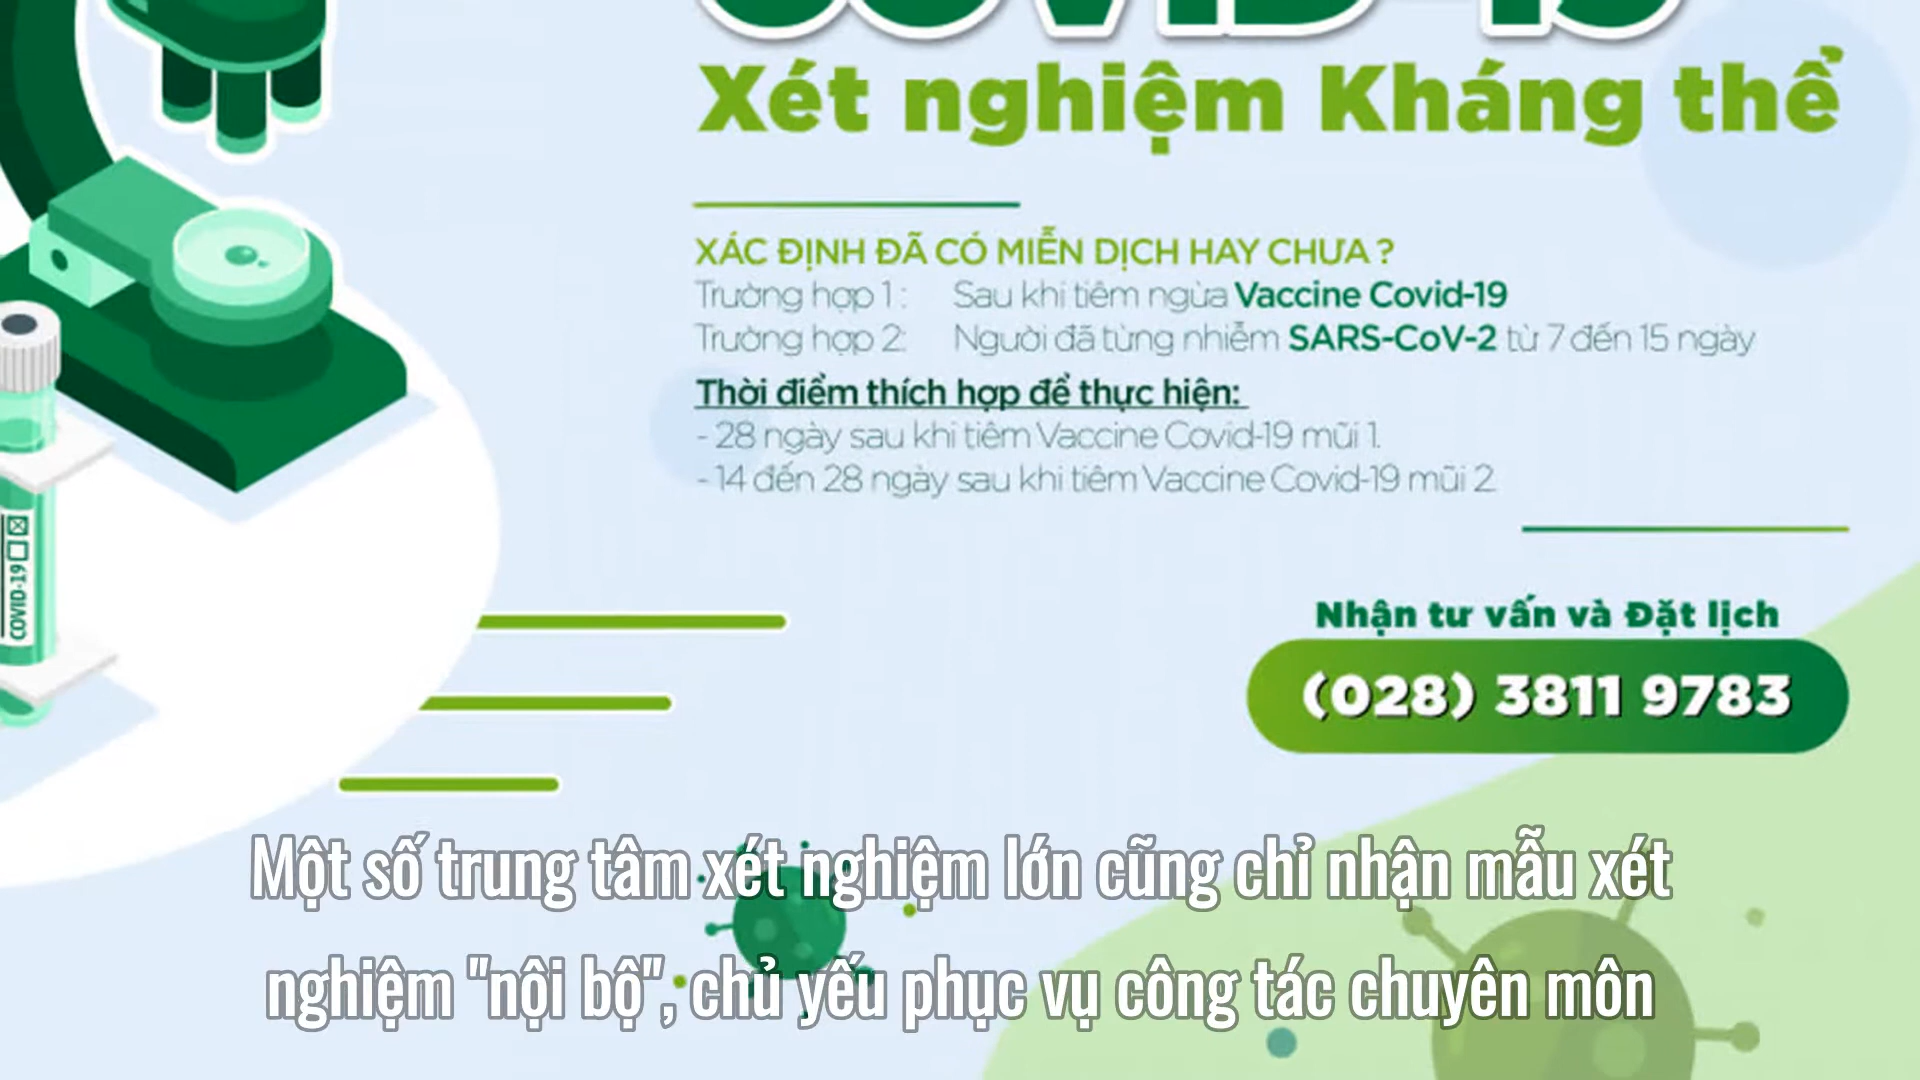 COVID-19
Xét nghiệm Kháng thể
XÁC ĐỊNH ĐÃ CÓ MIỄN DỊCH HAY CHƯA ?
Trường hợp 1 : Sau khi tiêm ngừa Vaccine Covid-19
Trường hợp 2: Người đã từng nhiễm SARS-CoV-2 từ 7 đến 15 ngày
Thời điểm thích hợp để thực hiện:
- 28 ngày sau khi tiêm Vaccine Covid-19 mũi 1.
- 14 đến 28 ngày sau khi tiêm Vaccine Covid-19 mũi 2.
COVID-19
Nhận tư vấn và Đặt lịch
(028) 3811 9783
Một số trung tâm xét nghiệm lớn cũng chỉ nhận mẫu xét
nghiệm "nội bộ", chủ yếu phục vụ công tác chuyên môn